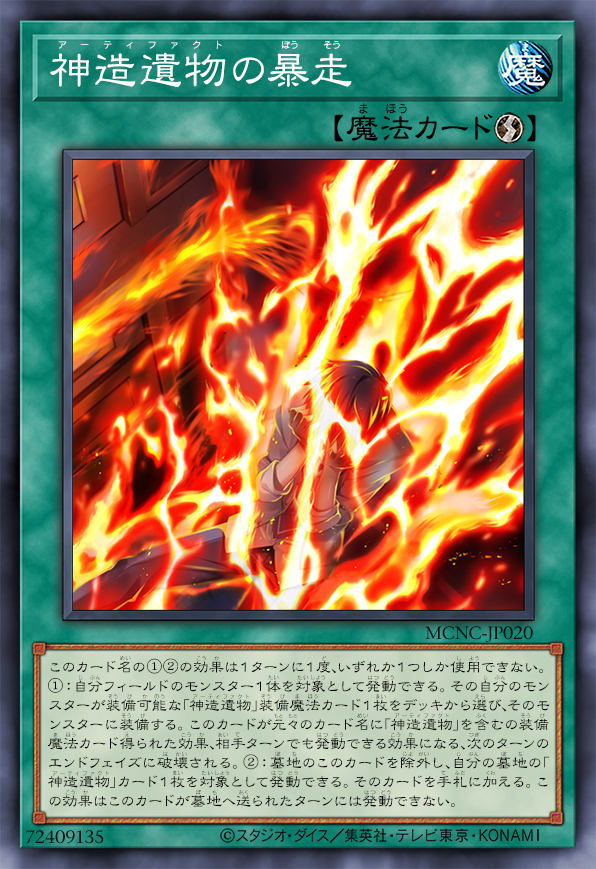 アーティファクト ぼう そう
神造遺物の暴走
魔
ま ほう
【魔法カード】
MCNC-JP020
このカード名の①②の効果は1ターンに1度、いずれか1つしか使用できない。
①：自分フィールドのモンスター1体を対象として発動できる。その自分のモン
スターが装備可能な「神造遺物」装備魔法カード1枚をデッキから選び、そのモ
ンスターに装備する。このカードが元々のカード名に「神造遺物」を含むの装備
魔法カード得られた効果、相手ターンでも発動できる効果になる、次のターンの
エンドフェイズに破壊される。②：墓地のこのカードを除外し、自分の墓地の「
神造遺物」カード1枚を対象として発動できる。そのカードを手札に加える。こ
の効果はこのカードが墓地へ送られたターンには発動できない。
72409135 ©スタジオ・ダイス／集英社・テレビ東京・KONAMI